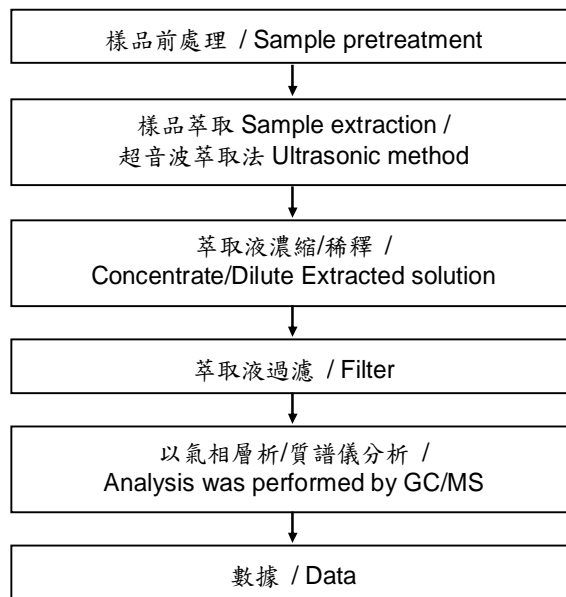 樣品前處理 / Sample pretreatment
樣品萃取 Sample extraction /
超音波萃取法 Ultrasonic method
萃取液濃縮/稀釋 /
Concentrate/Dilute Extracted solution
萃取液過濾 / Filter
以氣相層析/質譜儀分析 /
Analysis was performed by GC/MS
數據 / Data